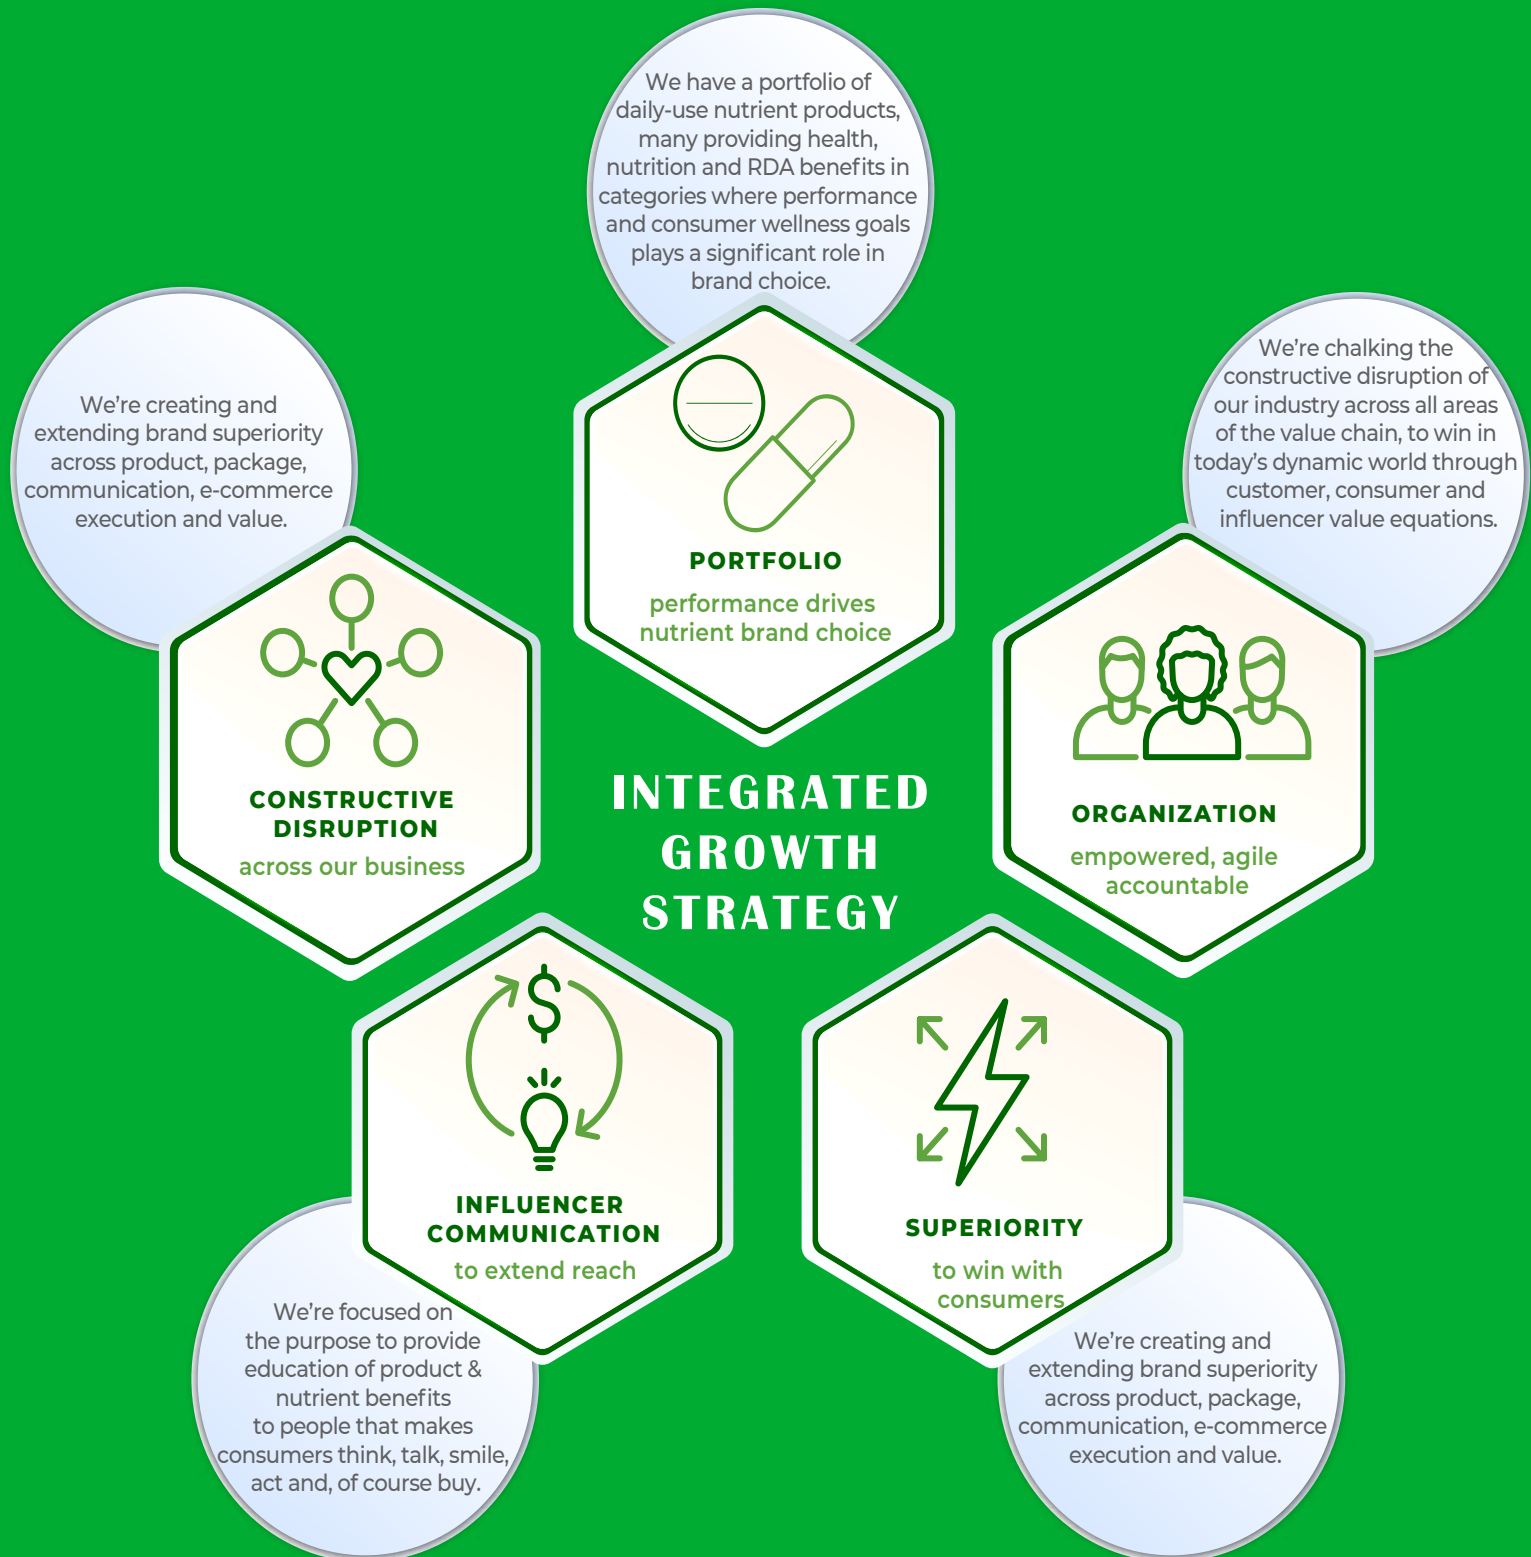 We have a portfolio of
daily-use nutrient products,
many providing health,
nutrition and RDA benefits in
categories where performance
and consumer wellness goals
plays a significant role in
brand choice.
PORTFOLIO
performance drives
nutrient brand choice
We're creating and
extending brand superiority
across product, package,
communication, e-commerce
execution and value.
CONSTRUCTIVE
DISRUPTION
across our business
We're chalking the
constructive disruption of
our industry across all areas
of the value chain, to win in
today's dynamic world through
customer, consumer and
influencer value equations.
ORGANIZATION
empowered, agile
accountable
INTEGRATED
GROWTH
STRATEGY
$
INFLUENCER
COMMUNICATION
to extend reach
We're focused on
the purpose to provide
education of product &
nutrient benefits
to people that makes
consumers think, talk, smile,
act and, of course buy.
SUPERIORITY
to win with
consumers
We're creating and
extending brand superiority
across product, package,
communication, e-commerce
execution and value.